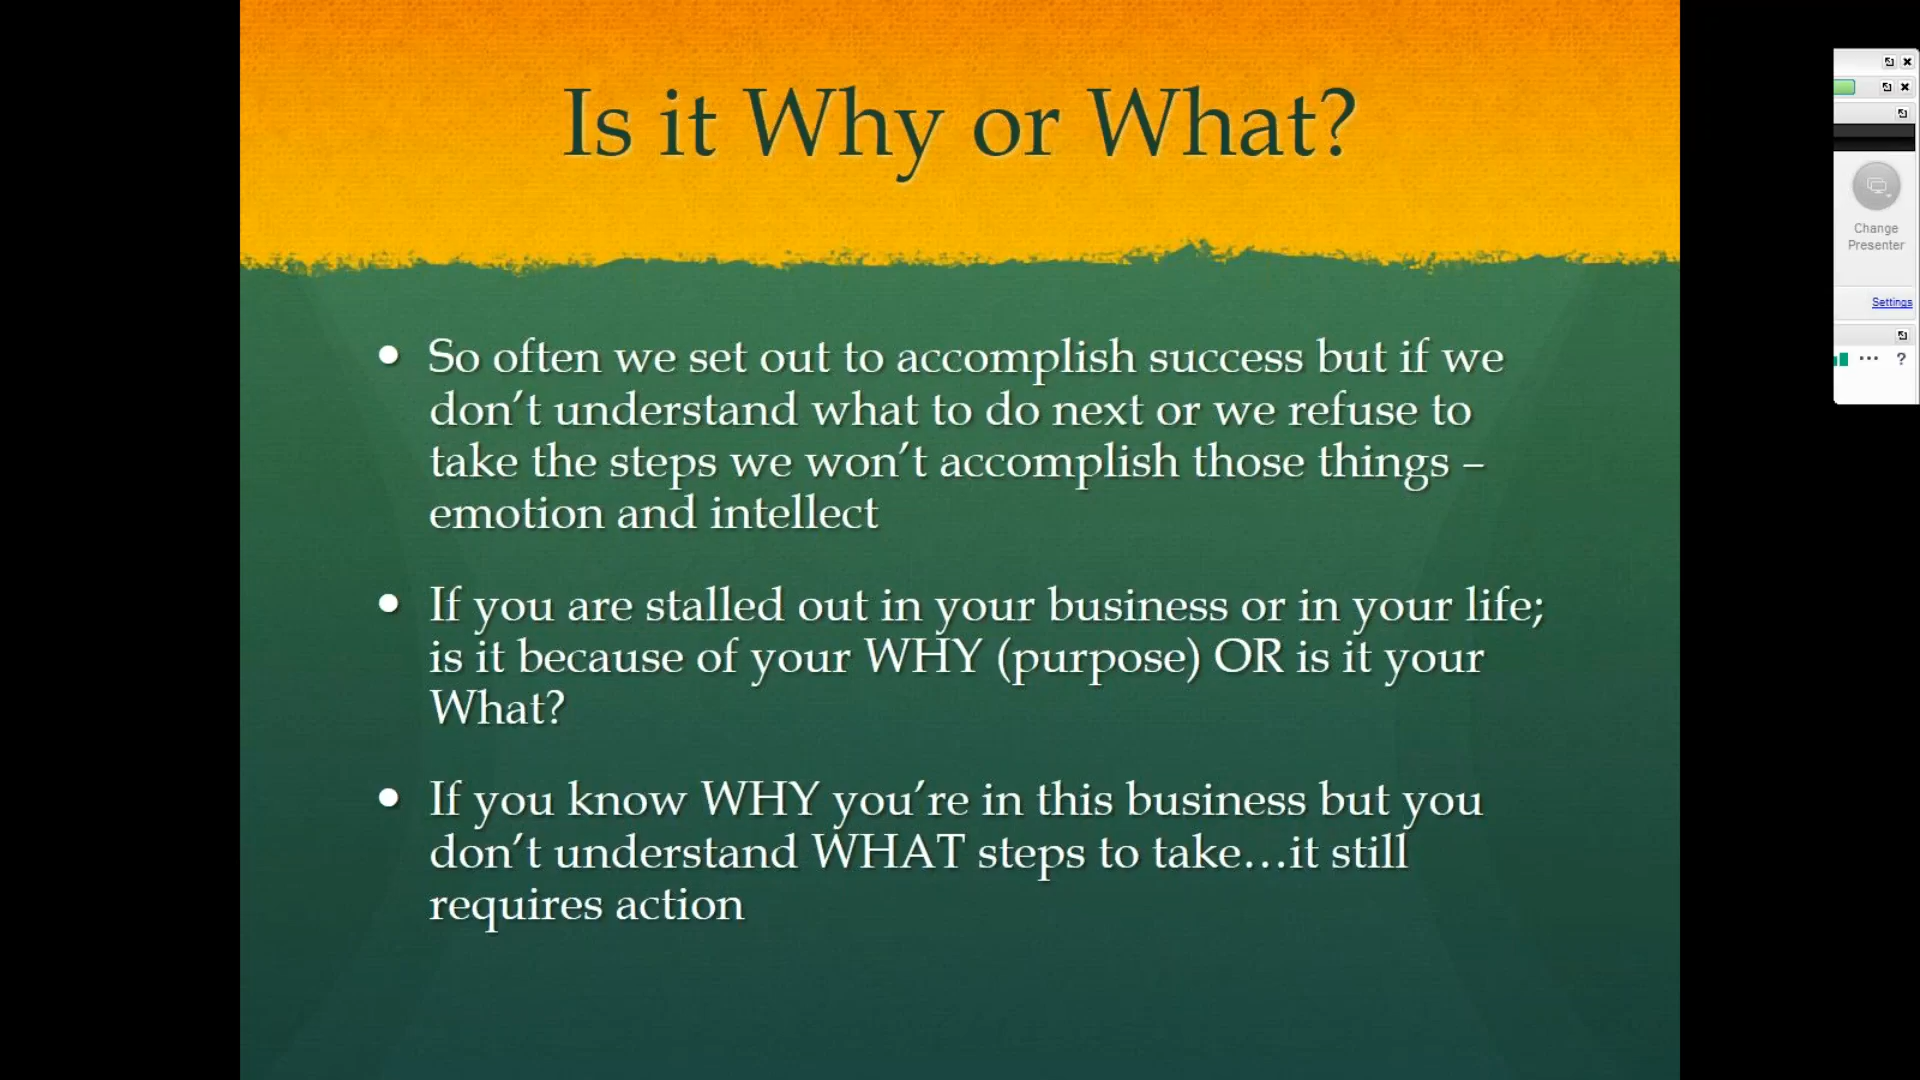 Is it Why or What?
• So often we set out to accomplish success but if we
don’t understand what to do next or we refuse to
take the steps we won’t accomplish those things –
emotion and intellect
• If you are stalled out in your business or in your life;
is it because of your WHY (purpose) OR is it your
What?
• If you know WHY you’re in this business but you
don’t understand WHAT steps to take…it still
requires action
Change
Presenter
Settings
... ?